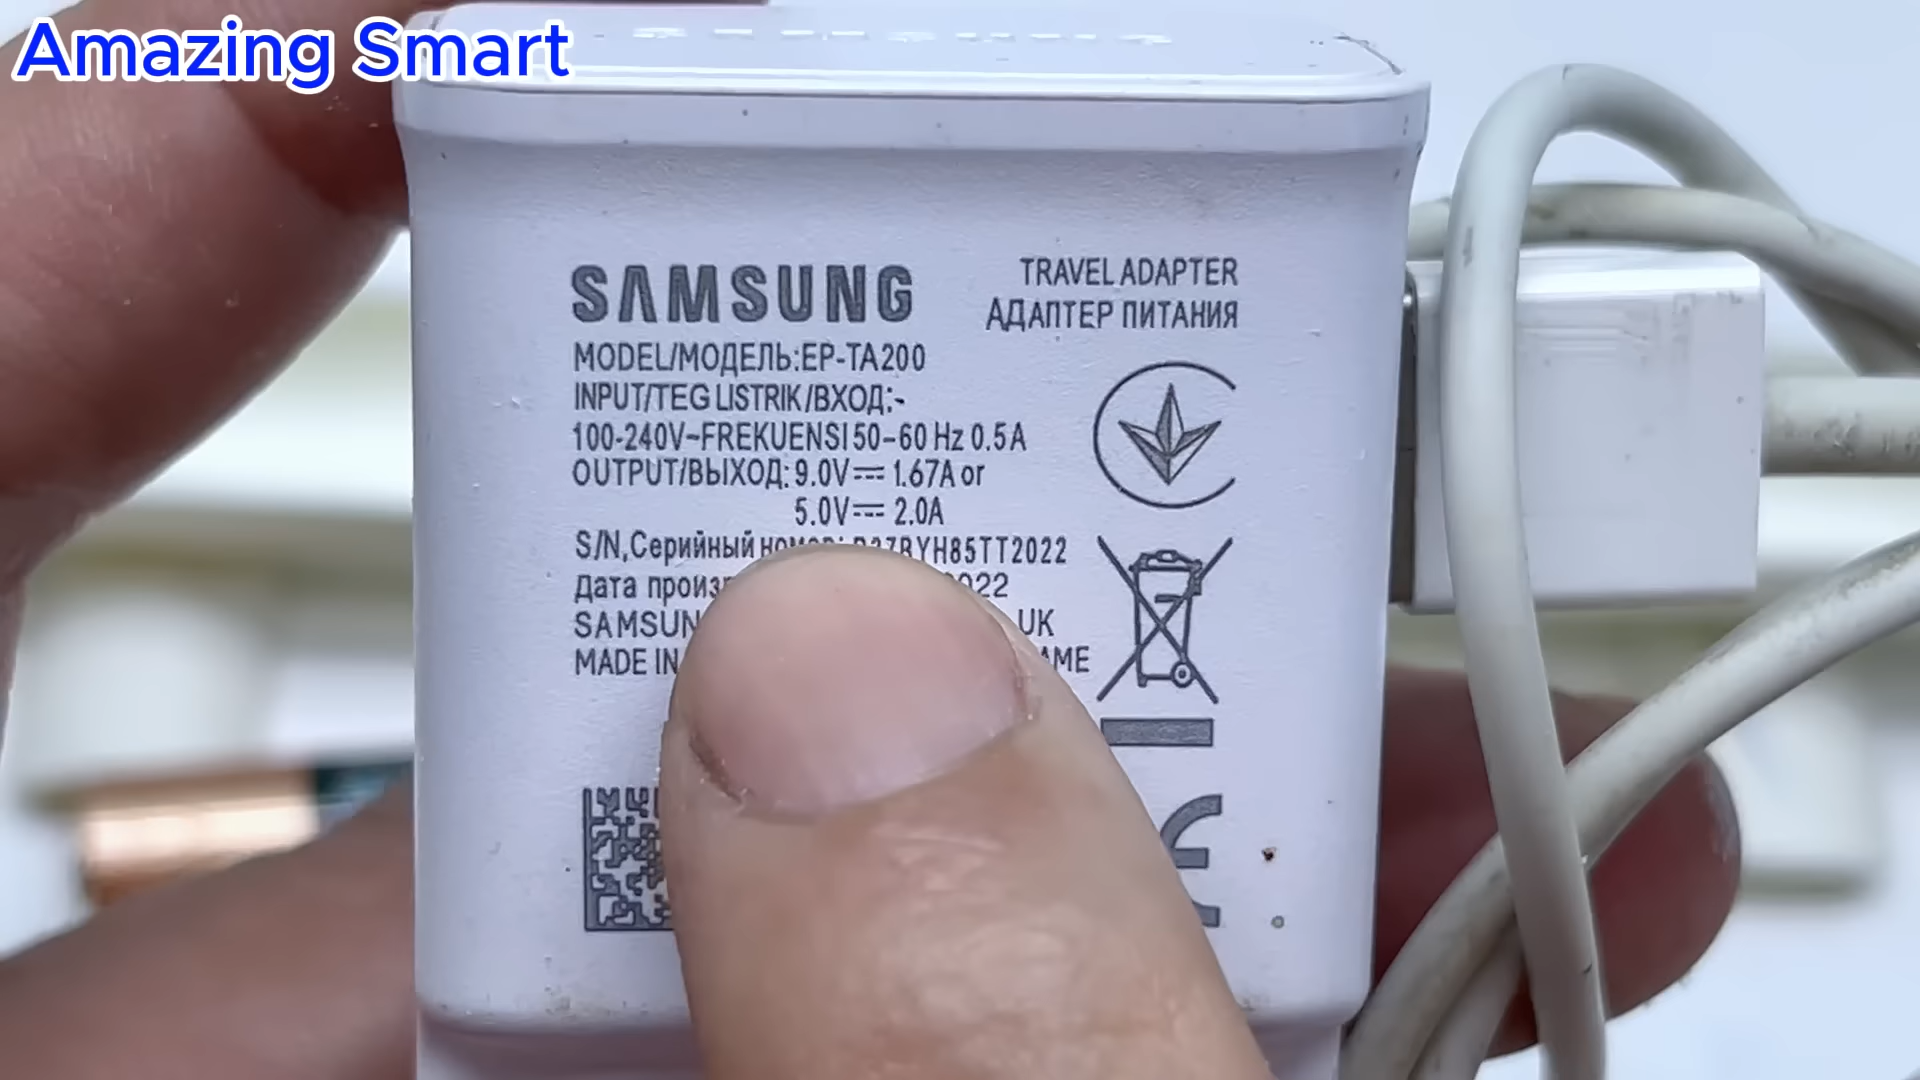 Amazing Smart
SAMSUNG
TRAVEL ADAPTER
АДАПТЕР ПИТАНИЯ
MODEL/МОДЕЛЬ:EP-TA200
INPUT/TEG LISTRIK/ВХОД:-
100-240V~FREKUENSI 50-60 Hz 0.5A
OUTPUT/ВЫХОД: 9.0V⎓1.67A or
5.0V⎓2.0A
S/N,Серийный
Дата
MADE IN
UK